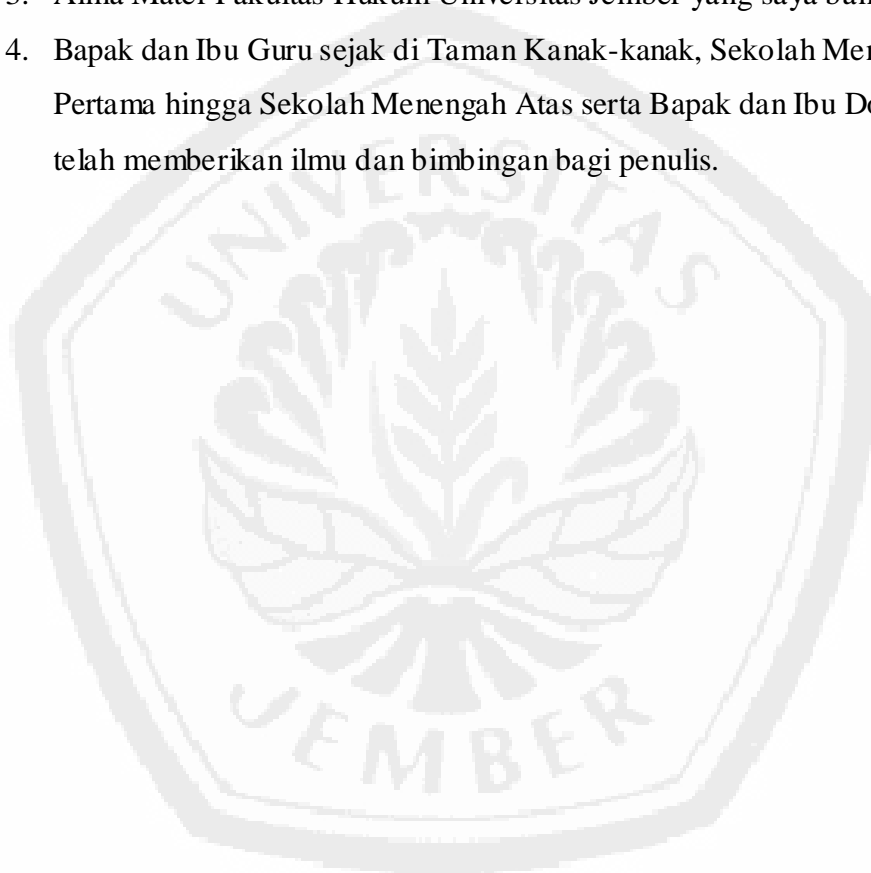 4. Bapak dan Ibu Guru sejak di Taman Kanak-kanak, Sekolah
Pertama hingga Sekolah Menengah Atas serta Bapak dan Ibu
telah memberikan ilmu dan bimbingan bagi penulis.
UNIVERSITAS
JEMBER